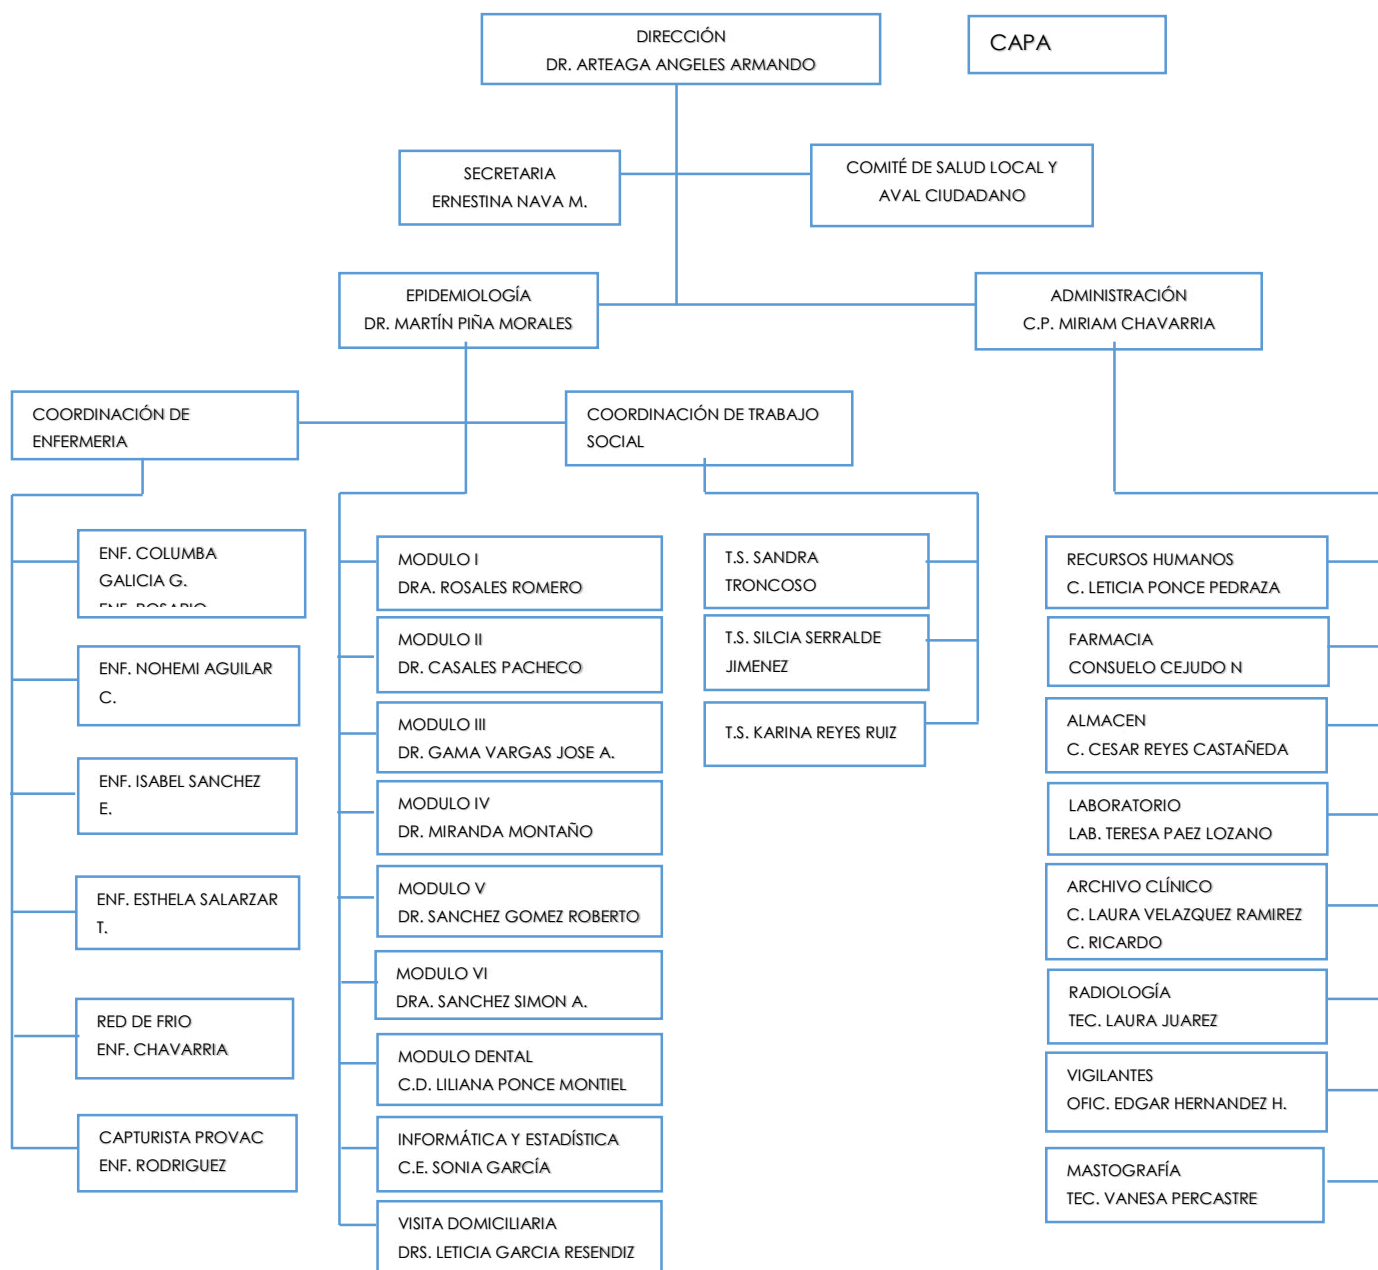 DIRECCIÓN
DR. ARTEAGA ANGELES ARMANDO
CAPA
SECRETARIA
ERNESTINA NAVA M.
COMITÉ DE SALUD LOCAL Y
AVAL CIUDADANO
EPIDEMIOLOGÍA
DR. MARTÍN PIÑA MORALES
ADMINISTRACIÓN
C.P. MIRIAM CHAVARRIA
COORDINACIÓN DE
ENFERMERIA
COORDINACIÓN DE TRABAJO
SOCIAL
ENF. COLUMBA
GALICIA G.
ENF. ROSARIO
ENF. NOHEMI AGUILAR
C.
ENF. ISABEL SANCHEZ
E.
ENF. ESTHELA SALARZAR
T.
RED DE FRIO
ENF. CHAVARRIA
CAPTURISTA PROVAC
ENF. RODRIGUEZ
MODULO I
DRA. ROSALES ROMERO
MODULO II
DR. CASALES PACHECO
MODULO III
DR. GAMA VARGAS JOSE A.
MODULO IV
DR. MIRANDA MONTAÑO
MODULO V
DR. SANCHEZ GOMEZ ROBERTO
MODULO VI
DRA. SANCHEZ SIMON A.
MODULO DENTAL
C.D. LILIANA PONCE MONTIEL
INFORMÁTICA Y ESTADÍSTICA
C.E. SONIA GARCÍA
VISITA DOMICILIARIA
DRS. LETICIA GARCIA RESENDIZ
T.S. SANDRA
TRONCOSO
T.S. SILCIA SERRALDE
JIMENEZ
T.S. KARINA REYES RUIZ
RECURSOS HUMANOS
C. LETICIA PONCE PEDRAZA
FARMACIA
CONSUELO CEJUDO N
ALMACEN
C. CESAR REYES CASTAÑEDA
LABORATORIO
LAB. TERESA PAEZ LOZANO
ARCHIVO CLÍNICO
C. LAURA VELAZQUEZ RAMIREZ
C. RICARDO
RADIOLOGÍA
TEC. LAURA JUAREZ
VIGILANTES
OFIC. EDGAR HERNANDEZ H.
MASTOGRAFÍA
TEC. VANESA PERCASTRE